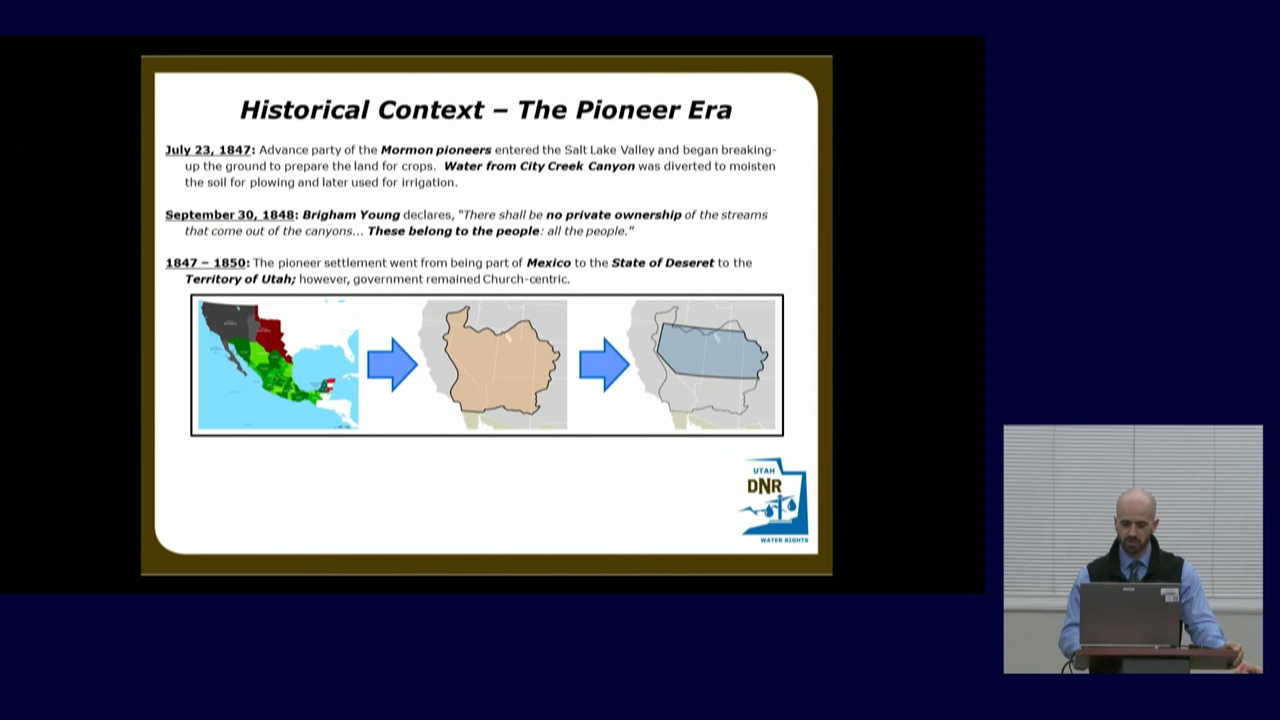 Historical Context – The Pioneer Era
July 23, 1847: Advance party of the Mormon pioneers entered the Salt Lake Valley and began breaking-
up the ground to prepare the land for crops. Water from City Creek Canyon was diverted to moisten
the soil for plowing and later used for irrigation.
September 30, 1848: Brigham Young declares, "There shall be no private ownership of the streams
that come out of the canyons... These belong to the people: all the people."
1847 – 1850: The pioneer settlement went from being part of Mexico to the State of Deseret to the
Territory of Utah; however, government remained Church-centric.
UTAH
DNR
WATER RIGHTS